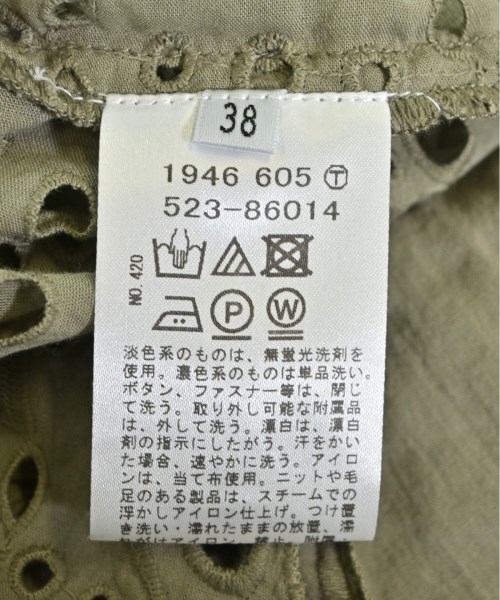 38
1946 605 Ⓣ
523-86014
NO. 420
P W
淡色系のものは、無蛍光洗剤を
使用。濃色系のものは単品洗い。
ボタン、ファスナー等は、閉じ
て洗う。取り外し可能な附属品
は、外して洗う。漂白は、漂白
剤の指示にしたがう。汗をかい
た場合、速やかに洗う。アイロ
ンは、当て布使用。ニットや毛
足のある製品は、スチームでの
浮かしアイロン仕上げ。つけ置
き洗い・濡れたままの放置、濡